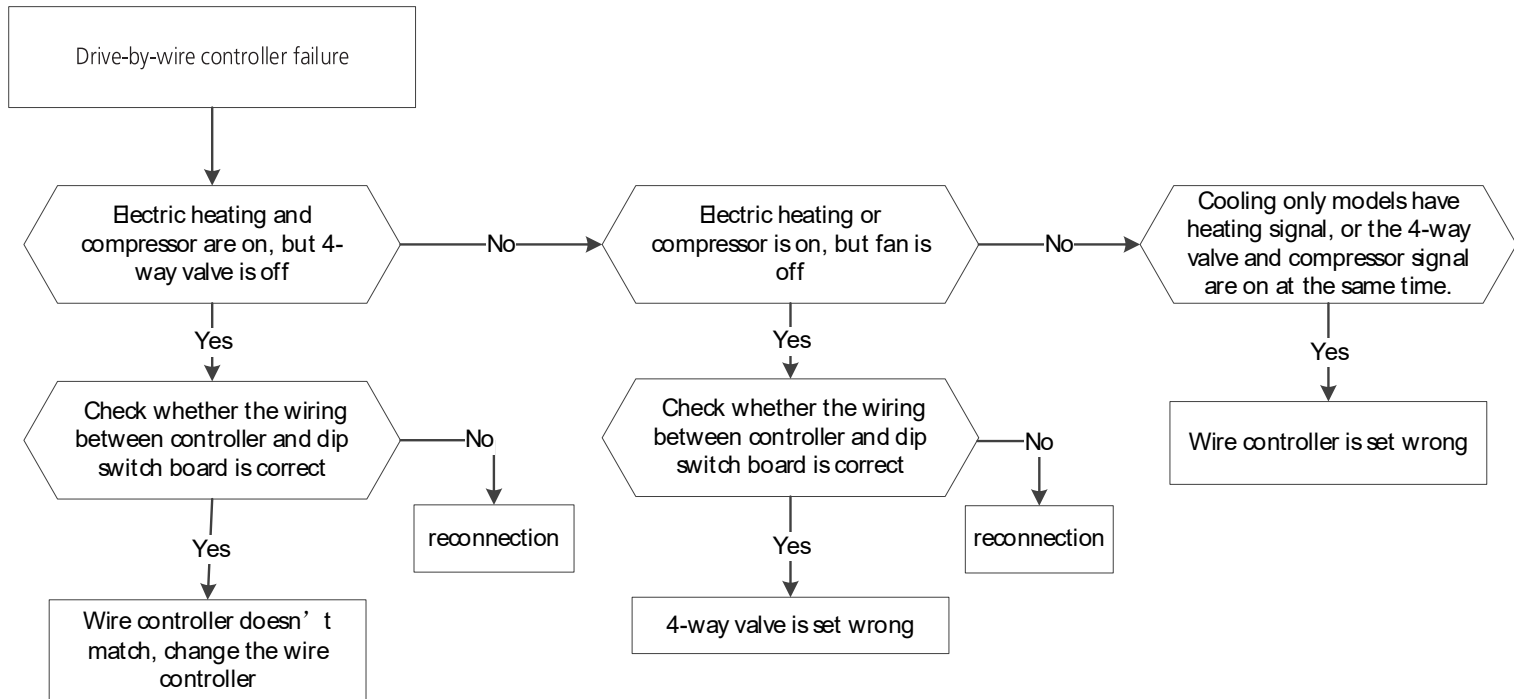 Drive-by-wire controller failure
Electric heating and
compressor are on, but 4-
way valve is off
No
Electric heating or
compressor is on, but fan is
off
No
Cooling only models have
heating signal, or the 4-way
valve and compressor signal
are on at the same time.
Yes
Yes
Yes
Check whether the wiring
between controller and dip
switch board is correct
No
Check whether the wiring
between controller and dip
switch board is correct
No
Wire controller is set wrong
reconnection
reconnection
Yes
Yes
Wire controller doesn’t
match, change the wire
controller
4-way valve is set wrong